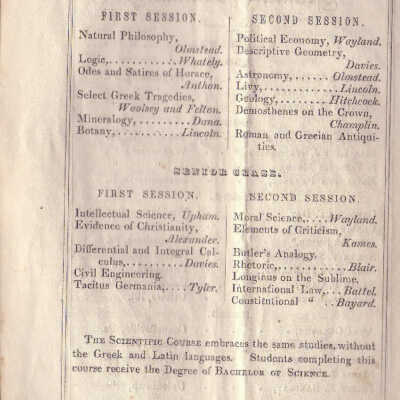 FIRST SESSION.
Natural Philosophy,
Olmstead.
Logic,...........Whately.
Odes and Satires of Horace,
Anthon.
Select Greek Tragedies,
Woolsey and Felton.
Mineralogy,.........Dana.
Botany,..........Lincoln.
SECOND SESSION.
Political Economy, Wayland.
Descriptive Geometry,
Davies.
Astronomy,......Olmstead.
Livy,............Lincoln.
Geology,........Hitchcock.
Demosthenes on the Crown,
Champlin.
Roman and Grecian Antiqui-
ties.
SENIOR CLASS.
FIRST SESSION.
Intellectual Science, Upham.
Evidence of Christianity,
Alexander.
Differential and Integral Cal-
culus,..........Davies.
Civil Engineering.
Tacitus Germania,....Tyler.
SECOND SESSION.
Moral Science,....Wayland.
Elements of Criticism,
Kames.
Butler's Analogy.
Rhetoric,............Blair.
Longinus on the Sublime.
International Law,...Battel.
Constitutional " ..Bayard.
THE SCIENTIFIC COURSE embraces the same studies, without
the Greek and Latin languages. Students completing this
course receive the Degree of BACHELOR OF SCIENCE.